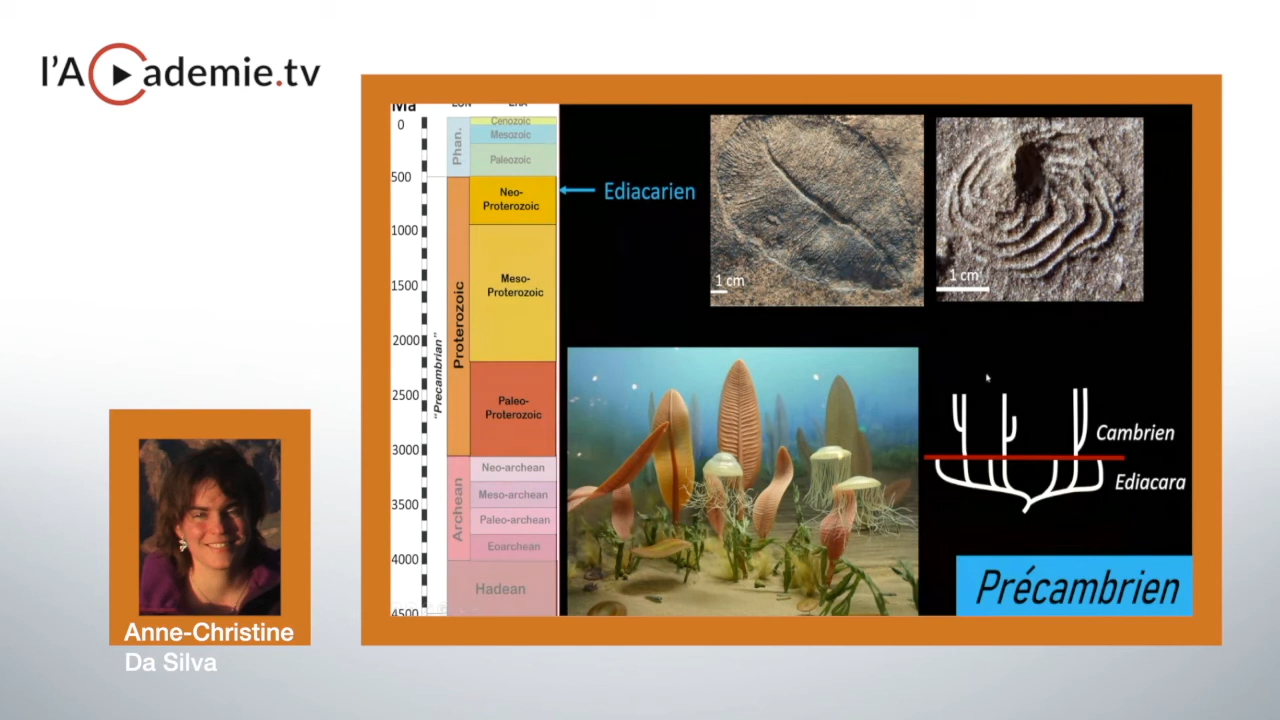 l'Academie.tv
Ma
EON
ERA
0
500
1000
1500
2000
2500
3000
3500
4000
4500
"Precambrian"
Phan.
Proterozoic
Archean
Hadean
Cenozoic
Mesozoic
Paleozoic
Neo-
Proterozoic
Meso-
Proterozoic
Paleo-
Proterozoic
Neo-archean
Meso-archean
Paleo-archean
Eoarchean
Ediacarien
1 cm
1 cm
Cambrien
Ediacara
Précambrien
Anne-Christine
Da Silva